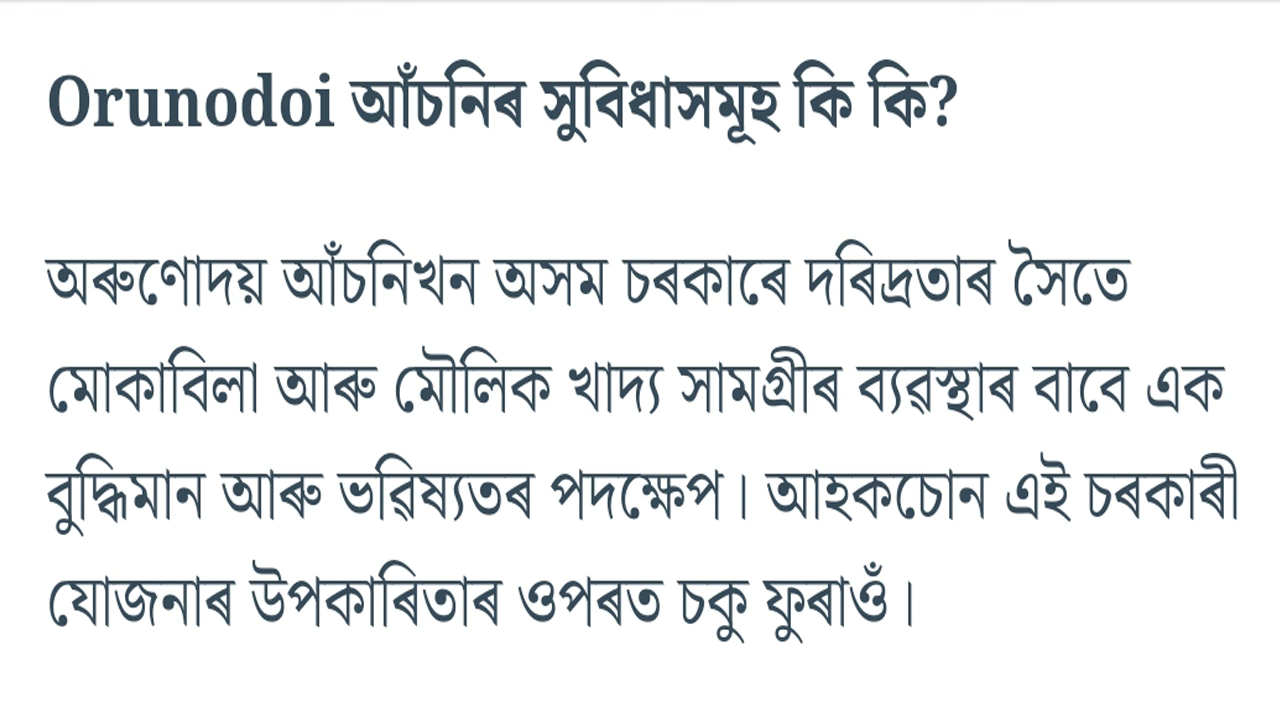 Orunodoi আঁচনিৰ সুবিধাসমূহ কি কি?
অৰুণোদয় আঁচনিখন অসম চৰকাৰে দৰিদ্ৰতাৰ সৈতে
মোকাবিলা আৰু মৌলিক খাদ্য সামগ্ৰীৰ ব্যৱস্থাৰ বাবে এক
বুদ্ধিমান আৰু ভৱিষ্যতৰ পদক্ষেপ। আহকচোন এই চৰকাৰী
যোজনাৰ উপকাৰিতাৰ ওপৰত চকু ফুৰাওঁ।